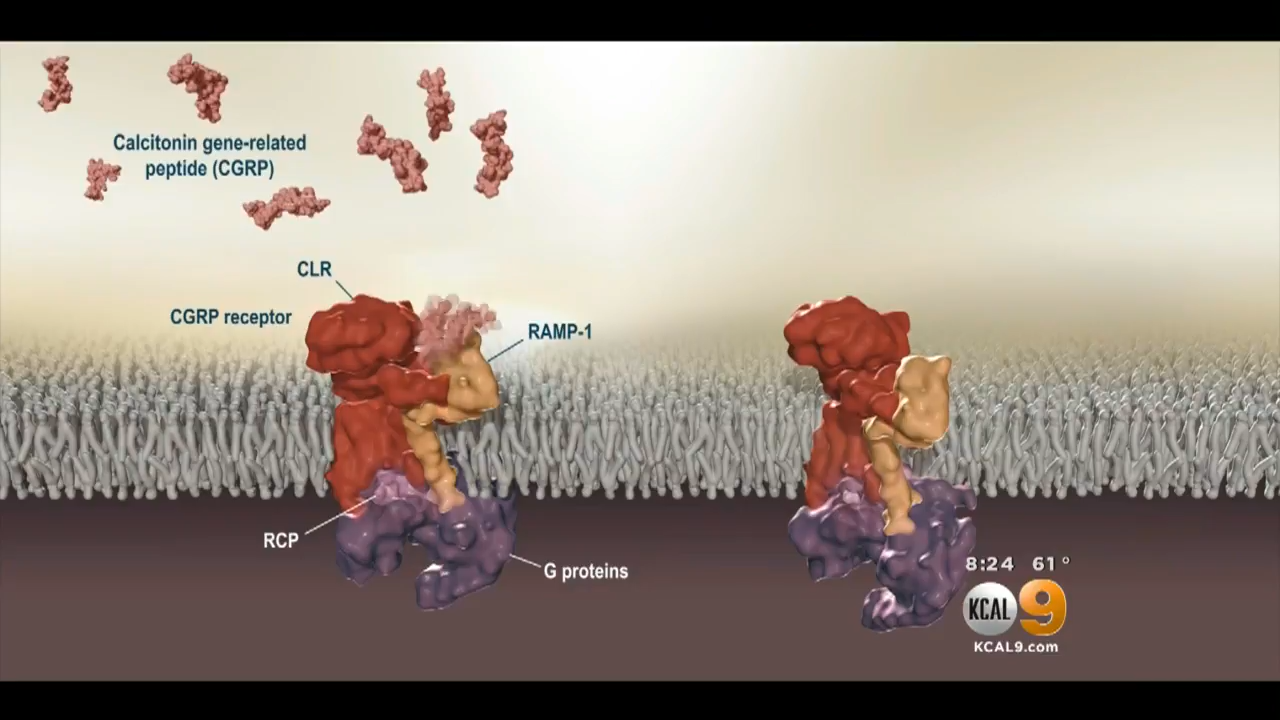 Calcitonin gene-related
peptide (CGRP)
CLR
CGRP receptor
RAMP-1
RCP
G proteins
8:24 61°
KCAL 9
KCAL9.com